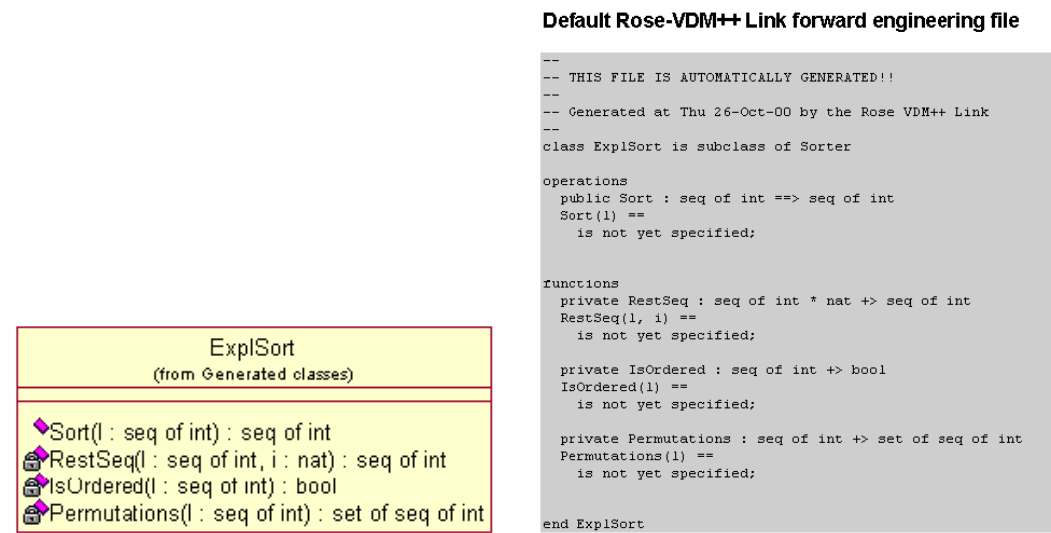 Default Rose-VDM++ Link forward engineering file
--
-- THIS FILE IS AUTOMATICALLY GENERATED!!
--
-- Generated at Thu 26-Oct-00 by the Rose VDM++ Link
--
class ExplSort is subclass of Sorter
operations
public Sort : seq of int ==> seq of int
Sort(l) ==
is not yet specified;
functions
private RestSeq : seq of int * nat +> seq of int
RestSeq(l, i) ==
is not yet specified;
private IsOrdered : seq of int +> bool
IsOrdered(l) ==
is not yet specified;
private Permutations : seq of int +> set of seq of int
Permutations(l) ==
is not yet specified;
end ExplSort
ExplSort
(from Generated classes)
Sort(l : seq of int) : seq of int
RestSeq(l : seq of int, i : nat) : seq of int
IsOrdered(l : seq of int) : bool
Permutations(l : seq of int) : set of seq of int